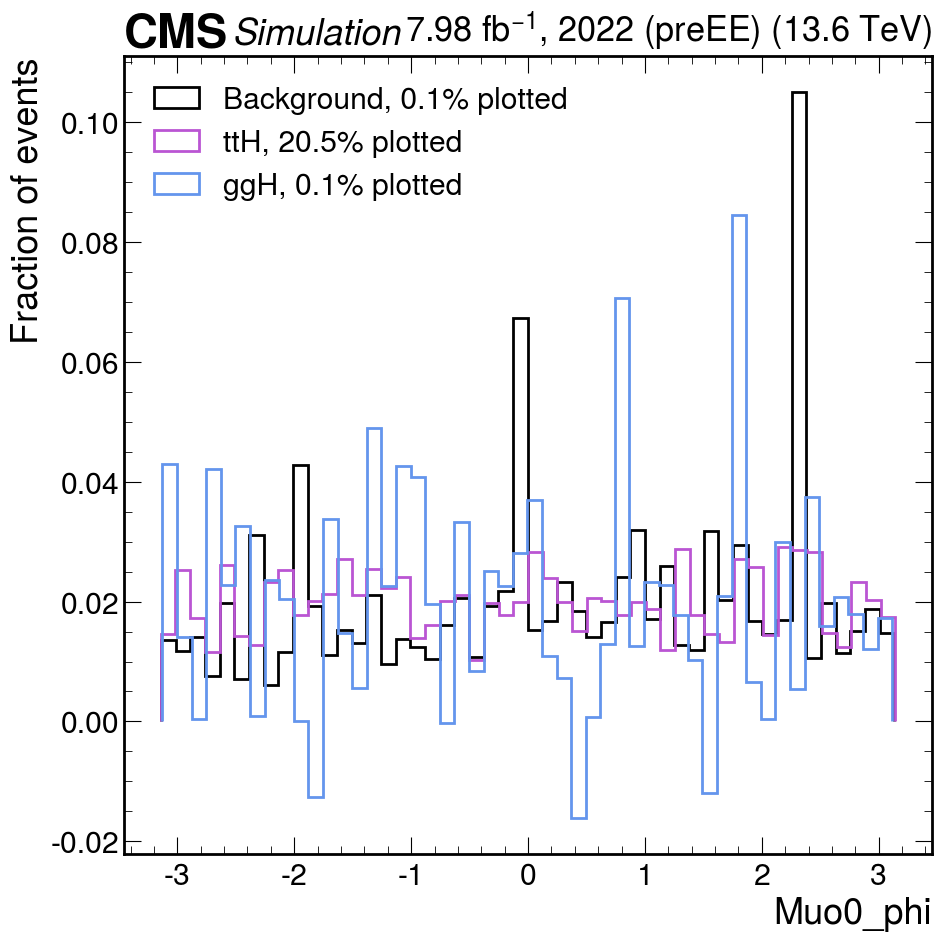 CMS Simulation 7.98 fb⁻¹, 2022 (preEE) (13.6 TeV)
Fraction of events
Background, 0.1% plotted
ttH, 20.5% plotted
ggH, 0.1% plotted
0.10
0.08
0.06
0.04
0.02
0.00
-0.02
-3 -2 -1 0 1 2 3
Muo0_phi